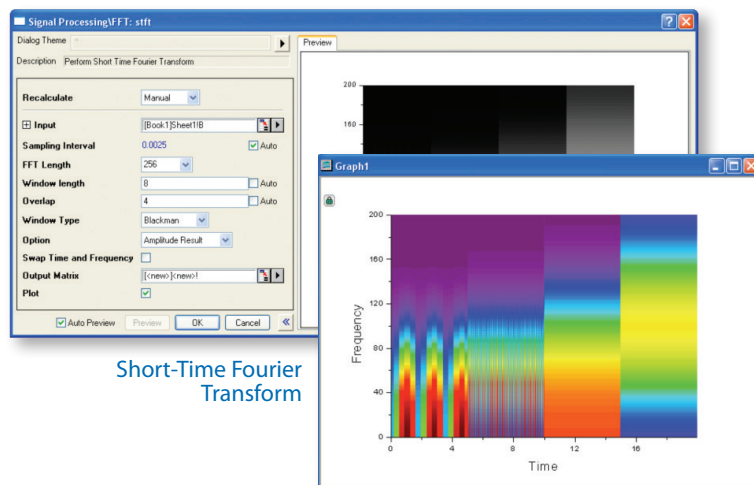 Signal Processing\FFT: stft
Dialog Theme *
Description Perform Short Time Fourier Transform
Recalculate Manual
Input [Book1]Sheet1!B
Sampling Interval 0.0025 Auto
FFT Length 256
Window length 8 Auto
Overlap 4 Auto
Window Type Blackman
Option Amplitude Result
Swap Time and Frequency
Output Matrix [<new>]<new>!
Plot
Auto Preview Preview OK Cancel
Preview
200
160
Graph1
200
160
120
80
40
0
Frequency
0 4 8 12 16
Time
Short-Time Fourier
Transform